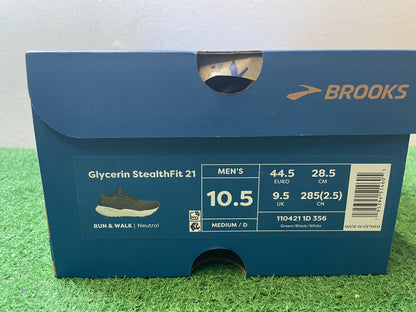 BROOKS
Glycerin StealthFit 21
RUN & WALK | Neutral
MEN'S
10.5
MEDIUM / D
44.5
EURO
28.5
CM
9.5
UK
285(2.5)
CN
110421 1D 356
Green/Black/White
MADE IN VIETNAM